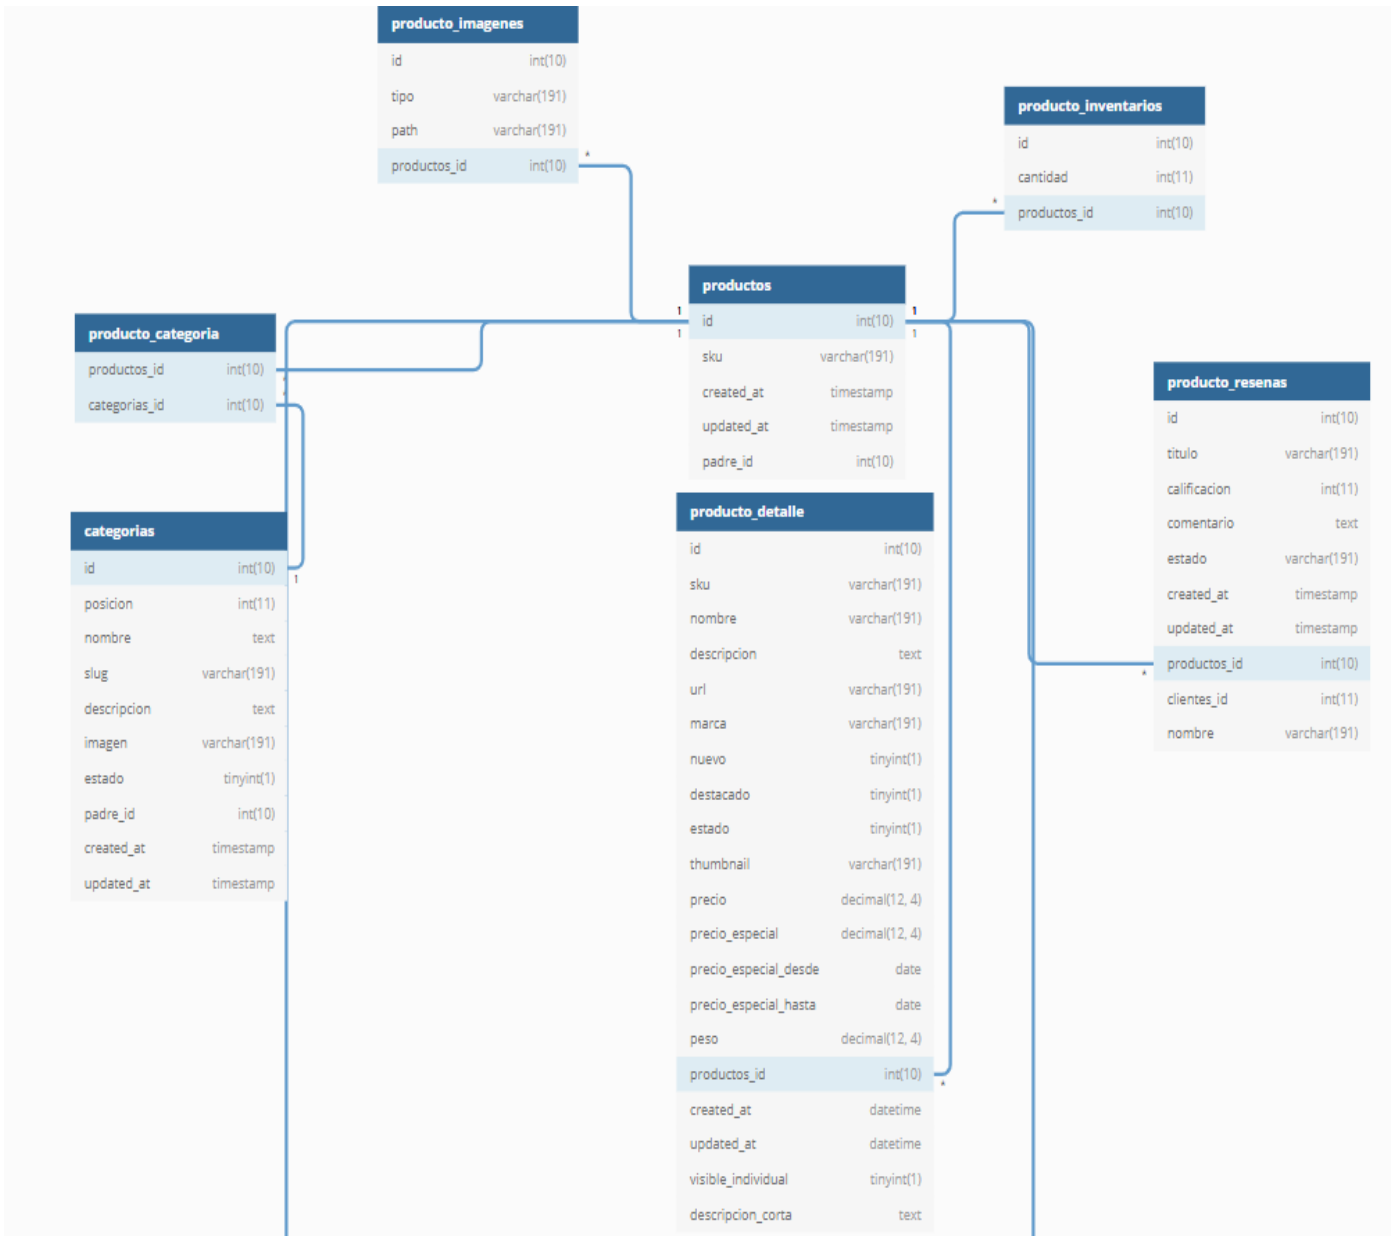 producto_imagenes
id int(10)
tipo varchar(191)
path varchar(191)
productos_id int(10)
*
producto_inventarios
id int(10)
cantidad int(11)
productos_id int(10)
*
productos
id int(10)
sku varchar(191)
created_at timestamp
updated_at timestamp
padre_id int(10)
1
1
1
1
producto_categoria
productos_id int(10)
categorias_id int(10)
categorias
id int(10)
posicion int(11)
nombre text
slug varchar(191)
descripcion text
imagen varchar(191)
estado tinyint(1)
padre_id int(10)
created_at timestamp
updated_at timestamp
1
producto_detalle
id int(10)
sku varchar(191)
nombre varchar(191)
descripcion text
url varchar(191)
marca varchar(191)
nuevo tinyint(1)
destacado tinyint(1)
estado tinyint(1)
thumbnail varchar(191)
precio decimal(12, 4)
precio_especial decimal(12, 4)
precio_especial_desde date
precio_especial_hasta date
peso decimal(12, 4)
productos_id int(10)
*
created_at datetime
updated_at datetime
visible_individual tinyint(1)
descripcion_corta text
producto_resenas
id int(10)
titulo varchar(191)
calificacion int(11)
comentario text
estado varchar(191)
created_at timestamp
updated_at timestamp
productos_id int(10)
*
clientes_id int(11)
nombre varchar(191)